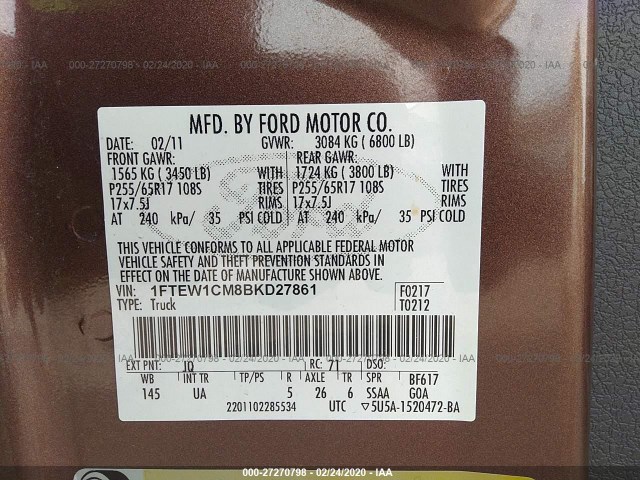 000-27270798 - 02/24/2020 - IAA
MFD. BY FORD MOTOR CO.
DATE: 02/11 GVWR: 3084 KG ( 6800 LB)
FRONT GAWR: REAR GAWR:
1565 KG ( 3450 LB) WITH 1724 KG ( 3800 LB) WITH
P255/65R17 108S TIRES P255/65R17 108S TIRES
17x7.5J RIMS 17x7.5J RIMS
AT 240 kPa/ 35 PSI COLD AT 240 kPa/ 35 PSI COLD
THIS VEHICLE CONFORMS TO ALL APPLICABLE FEDERAL MOTOR
VEHICLE SAFETY AND THEFT PREVENTION STANDARDS IN
EFFECT ON THE DATE OF MANUFACTURE SHOWN ABOVE.
VIN: 1FTEW1CM8BKD27861 F0217
TYPE: Truck T0212
EXT PNT: JQ RC: 71 DSO:
WB INT TR TP/PS R AXLE TR SPR BF617
145 UA 5 26 6 SSAA GOA
2201102285534 UTC ▽5U5A-1520472-BA
000-27270798 - 02/24/2020 - IAA